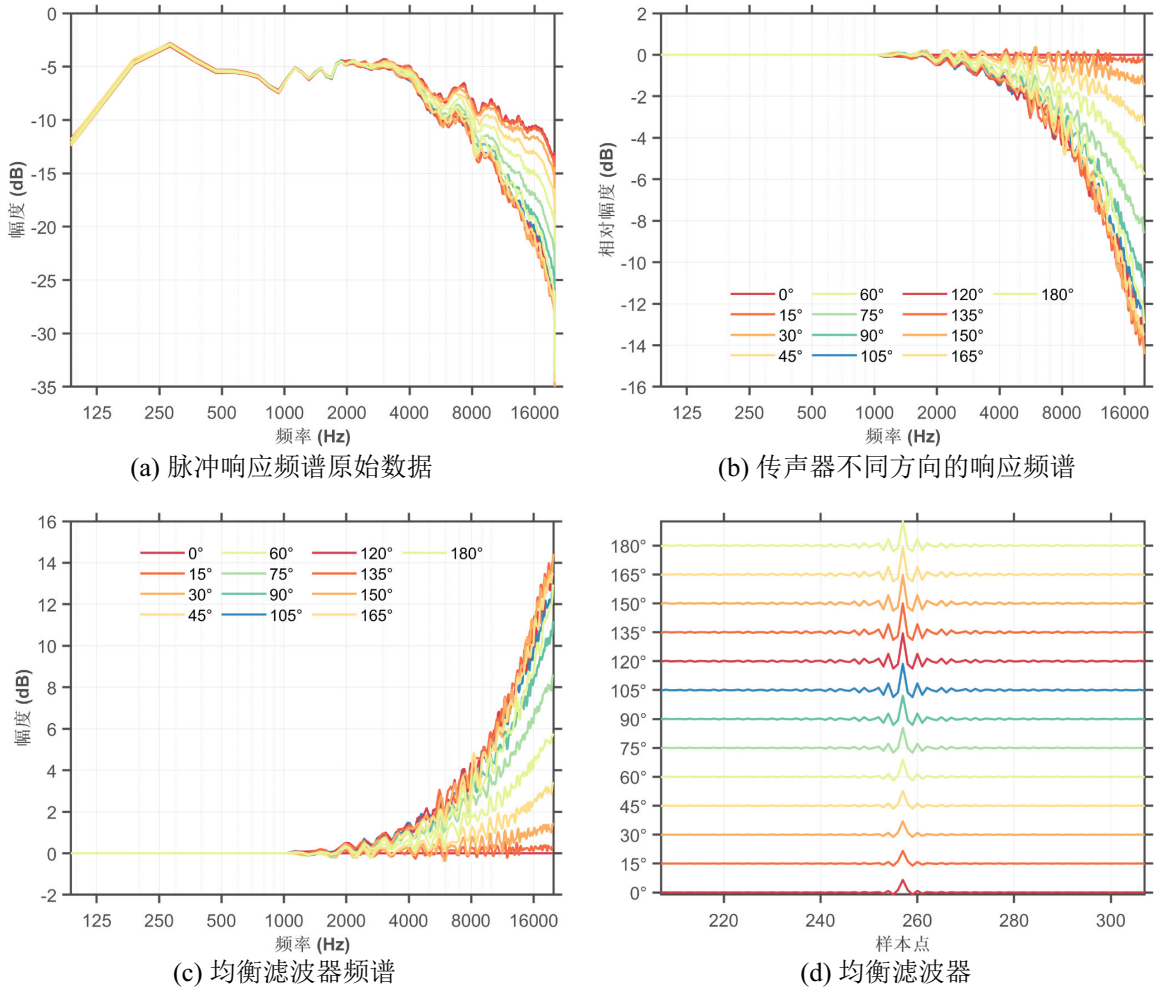 0
-5
-10
-15
-20
-25
-30
-35
幅度 (dB)
125 250 500 1000 2000 4000 8000 16000
频率 (Hz)
(a) 脉冲响应频谱原始数据
2
0
-2
-4
-6
-8
-10
-12
-14
-16
相对幅度 (dB)
0° 60° 120° 180°
15° 75° 135°
30° 90° 150°
45° 105° 165°
125 250 500 1000 2000 4000 8000 16000
频率 (Hz)
(b) 传声器不同方向的响应频谱
16
14
12
10
8
6
4
2
0
-2
幅度 (dB)
0° 60° 120° 180°
15° 75° 135°
30° 90° 150°
45° 105° 165°
125 250 500 1000 2000 4000 8000 16000
频率 (Hz)
(c) 均衡滤波器频谱
180°
165°
150°
135°
120°
105°
90°
75°
60°
45°
30°
15°
0°
220 240 260 280 300
样本点
(d) 均衡滤波器